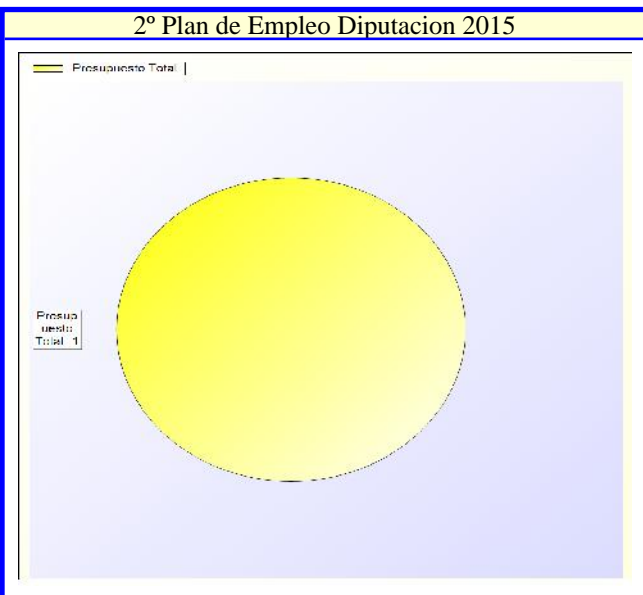 2º Plan de Empleo Diputacion 2015
Presupuesto Total
Presup
uesto
Total 1